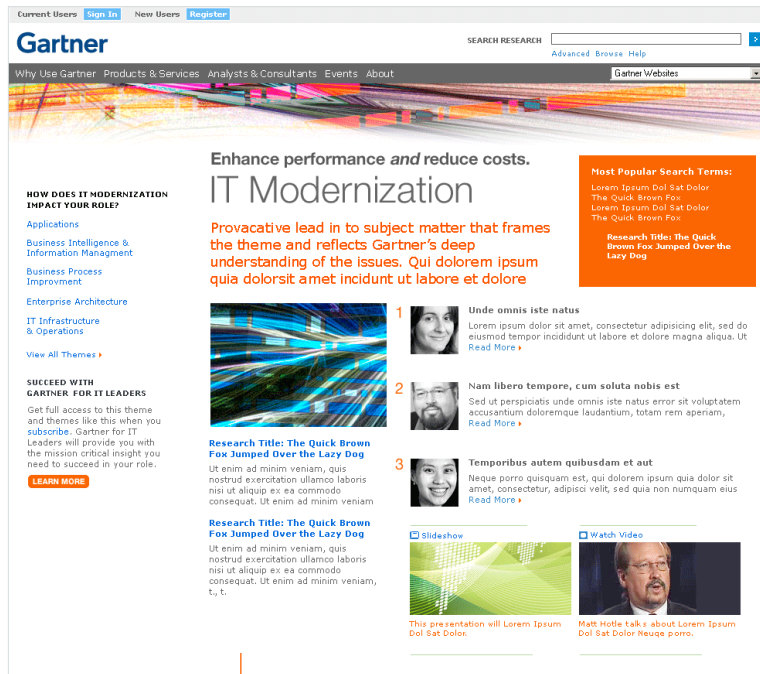 Current Users Sign In New Users Register
Gartner
SEARCH RESEARCH
Advanced Browse Help
Why Use Gartner Products & Services Analysts & Consultants Events About
Gartner Websites
Enhance performance and reduce costs.
IT Modernization
Provacative lead in to subject matter that frames
the theme and reflects Gartner's deep
understanding of the issues. Qui dolorem ipsum
quia dolorsit amet incidunt ut labore et dolore
Most Popular Search Terms:
Lorem Ipsum Dol Sat Dolor
The Quick Brown Fox
Lorem Ipsum Dol Sat Dolor
The Quick Brown Fox
Research Title: The Quick
Brown Fox Jumped Over the
Lazy Dog
HOW DOES IT MODERNIZATION
IMPACT YOUR ROLE?
Applications
Business Intelligence &
Information Managment
Business Process
Improvment
Enterprise Architecture
IT Infrastructure
& Operations
View All Themes
SUCCEED WITH
GARTNER FOR IT LEADERS
Get full access to this theme
and themes like this when you
subscribe. Gartner for IT
Leaders will provide you with
the mission critical insight you
need to succeed in your role.
LEARN MORE
Research Title: The Quick Brown
Fox Jumped Over the Lazy Dog
Ut enim ad minim veniam, quis
nostrud exercitation ullamco laboris
nisi ut aliquip ex ea commodo
consequat. Ut enim ad minim veniam
Research Title: The Quick Brown
Fox Jumped Over the Lazy Dog
Ut enim ad minim veniam, quis
nostrud exercitation ullamco laboris
nisi ut aliquip ex ea commodo
consequat. Ut enim ad minim veniam,
t., t.
1
Unde omnis iste natus
Lorem ipsum dolor sit amet, consectetur adipisicing elit, sed do
eiusmod tempor incididunt ut labore et dolore magna aliqua. Ut
Read More
2
Nam libero tempore, cum soluta nobis est
Sed ut perspiciatis unde omnis iste natus error sit voluptatem
accusantium doloremque laudantium, totam rem aperiam,
Read More
3
Temporibus autem quibusdam et aut
Neque porro quisquam est, qui dolorem ipsum quia dolor sit
amet, consectetur, adipisci velit, sed quia non numquam eius
Read More
Slideshow
This presentation will Lorem Ipsum
Dol Sat Dolor.
Watch Video
Matt Hotle talks about Lorem Ipsum
Dol Sat Dolor Neuqe porro.